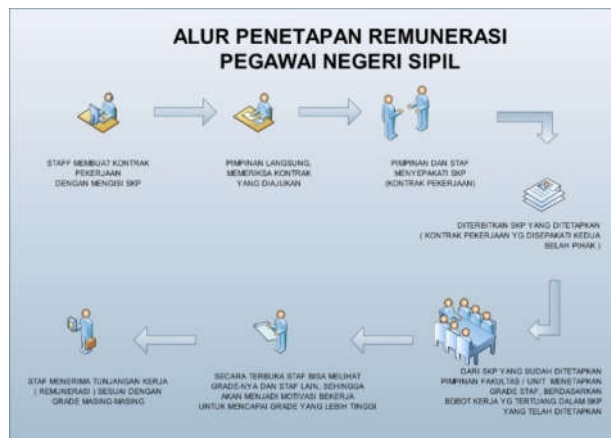 ALUR PENETAPAN REMUNERASI
PEGAWAI NEGERI SIPIL
STAFF MEMBUAT KONTRAK
PEKERJAAN
DENGAN MENGISI SKP
PIMPINAN LANGSUNG,
MEMERIKSA KONTRAK
YANG DIAJUKAN
PIMPINAN DAN STAF
MENYEPAKATI SKP
(KONTRAK PEKERJAAN)
DITERBITKAN SKP YANG DITETAPKAN
( KONTRAK PEKERJAAN YG DISEPAKATI KEDUA
BELAH PIHAK )
DARI SKP YANG SUDAH DITETAPKAN
PIMPINAN FAKULTAS / UNIT MENETAPKAN
GRADE STAF, BERDASARKAN
BOBOT KERJA YG TERTUANG DALAM SKP
YANG TELAH DITETAPKAN
SECARA TERBUKA STAF BISA MELIHAT
GRADE-NYA DAN STAF LAIN, SEHINGGA
AKAN MENJADI MOTIVASI BEKERJA
UNTUK MENCAPAI GRADE YANG LEBIH TINGGI
STAF MENERIMA TUNJANGAN KERJA
( REMUNERASI ) SESUAI DENGAN
GRADE MASING-MASING